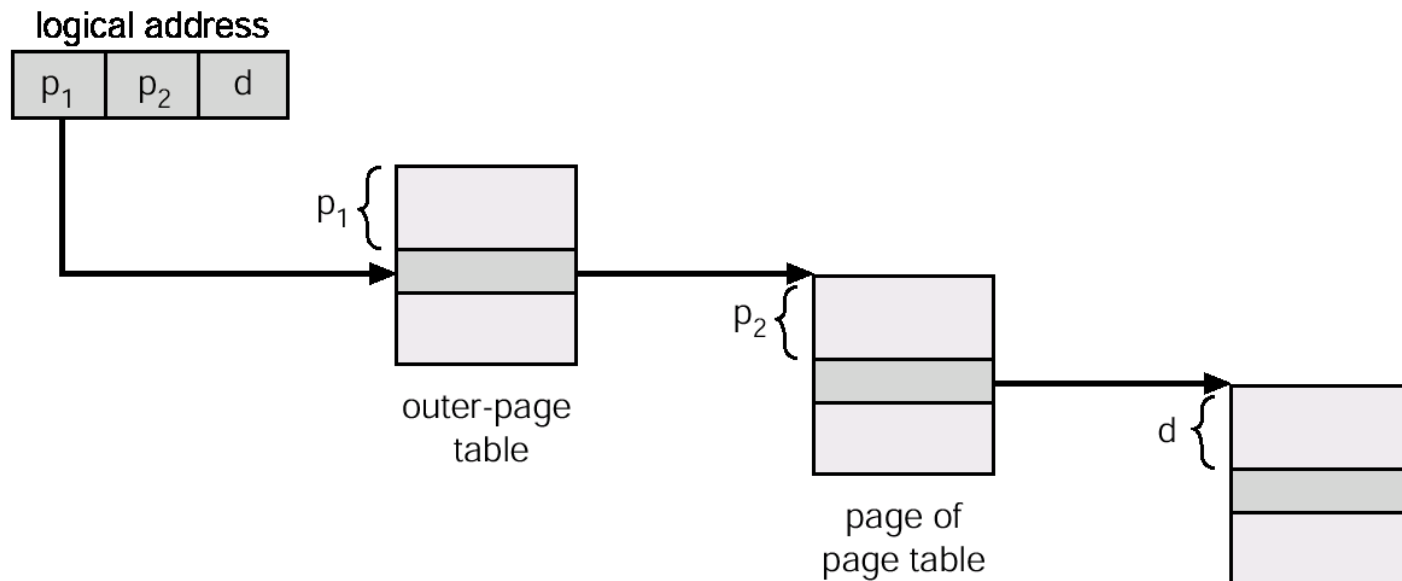 logical address
p₁ p₂ d
p₁
p₂
d
outer-page
table
page of
page table